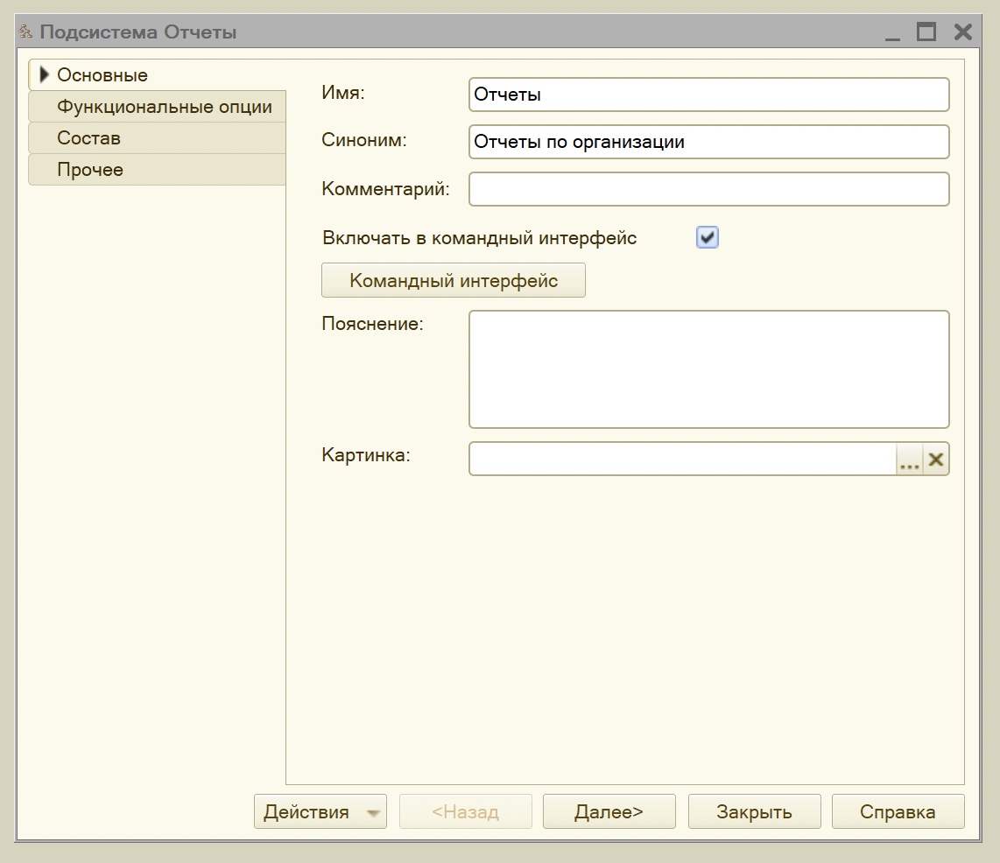 Подсистема Отчеты
Основные
Функциональные опции
Состав
Прочее
Имя: Отчеты
Синоним: Отчеты по организации
Комментарий:
Включать в командный интерфейс
Командный интерфейс
Пояснение:
Картинка: ...
Действия <Назад Далее> Закрыть Справка